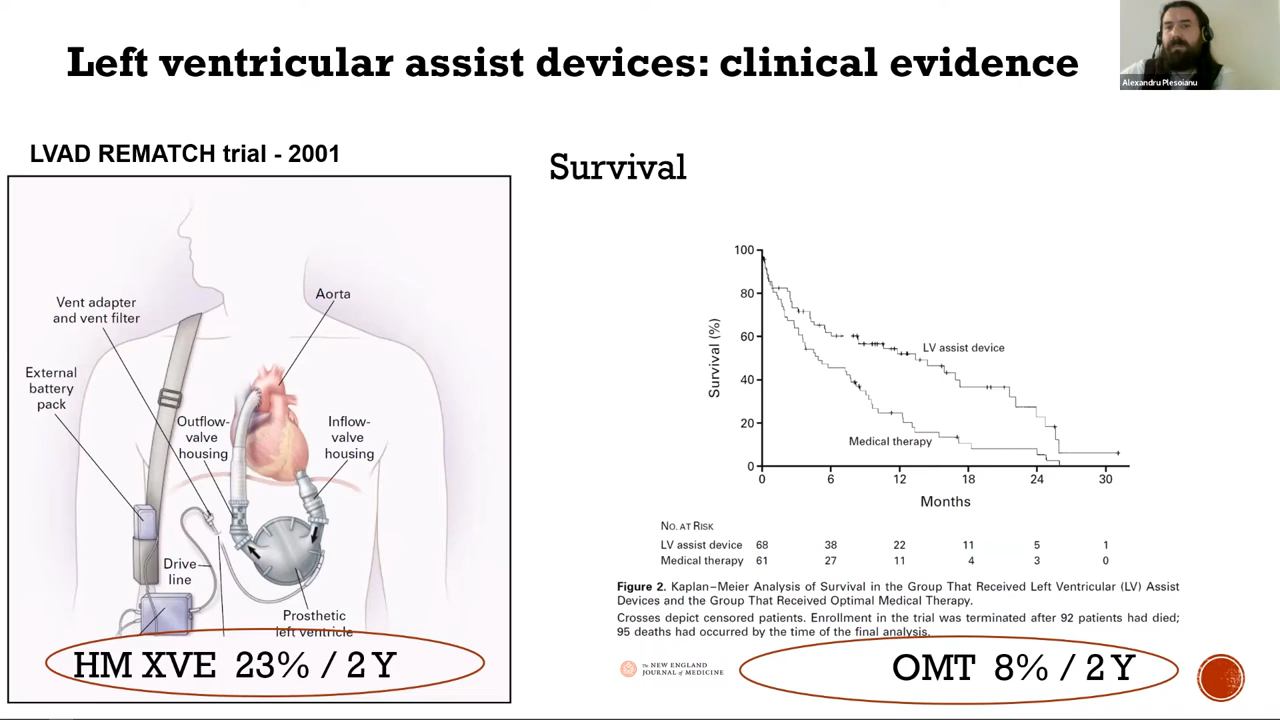 Left ventricular assist devices: clinical evidence
Alexandru Plesoianu
LVAD REMATCH trial - 2001
Vent adapter
and vent filter
Aorta
External
battery
pack
Outflow-
valve
housing
Inflow-
valve
housing
Drive
line
Prosthetic
left ventricle
HM XVE 23% / 2 Y
Survival
100
80
60
40
20
0
Survival (%)
LV assist device
Medical therapy
0 6 12 18 24 30
Months
NO. AT RISK
LV assist device 68 38 22 11 5 1
Medical therapy 61 27 11 4 3 0
Figure 2. Kaplan–Meier Analysis of Survival in the Group That Received Left Ventricular (LV) Assist
Devices and the Group That Received Optimal Medical Therapy.
Crosses depict censored patients. Enrollment in the trial was terminated after 92 patients had died;
95 deaths had occurred by the time of the final analysis.
The NEW ENGLAND
JOURNAL of MEDICINE
OMT 8% / 2 Y